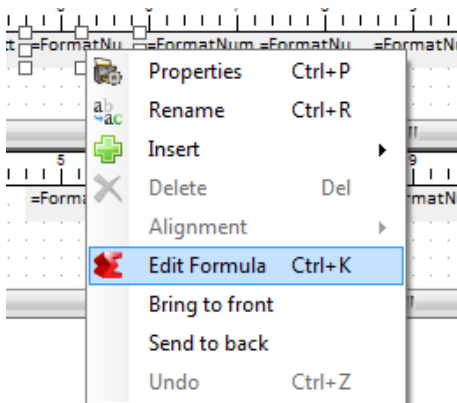 =FormatNu =FormatNum =FormatNu =FormatN
Properties Ctrl+P
Rename Ctrl+R
Insert
5 9
=Forma
Delete Del
rmatN
Alignment
Edit Formula Ctrl+K
Bring to front
Send to back
Undo Ctrl+Z